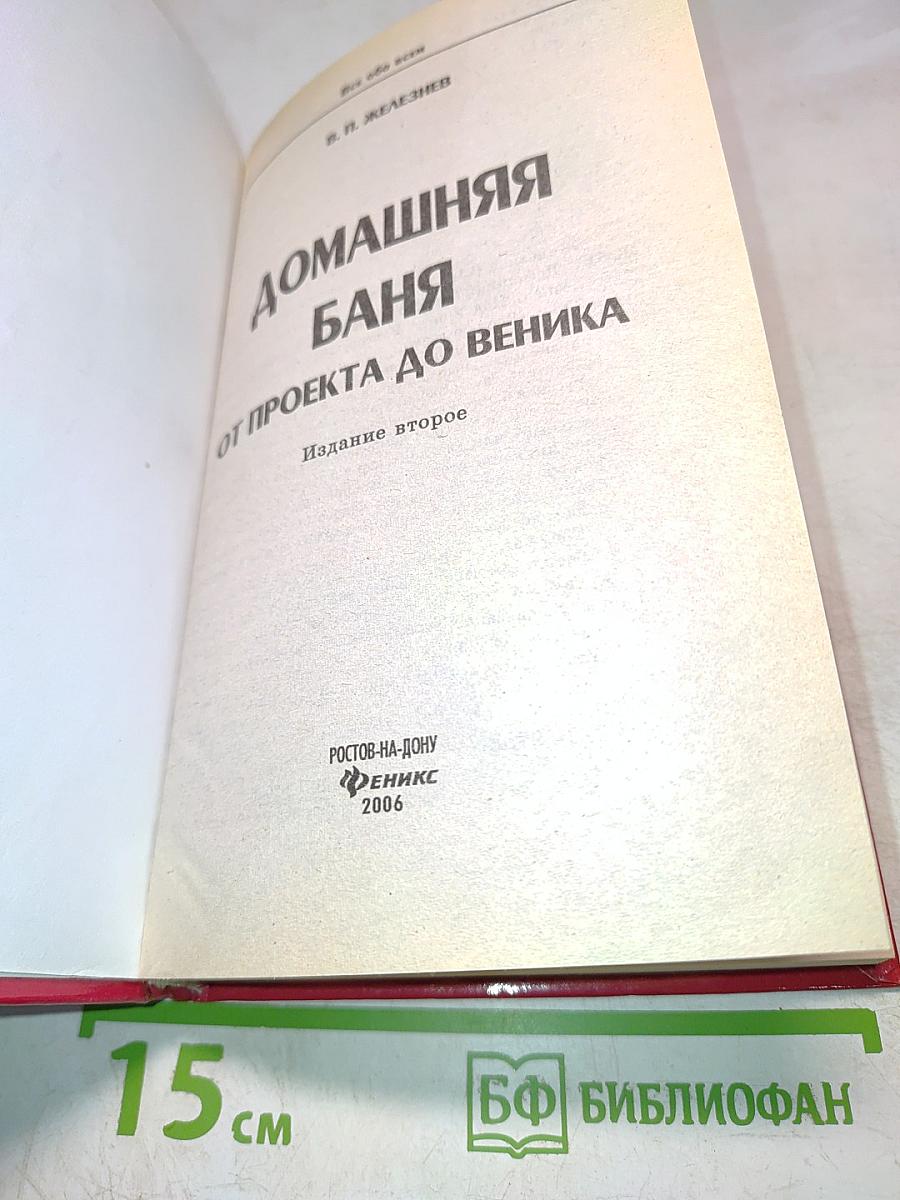 Все обо всем
В. П. ЖЕЛЕЗНЕВ
ДОМАШНЯЯ
БАНЯ
ОТ ПРОЕКТА ДО ВЕНИКА
Издание второе
РОСТОВ-НА-ДОНУ
ФЕНИКС
2006
15 см
БФ БИБЛИОФАН